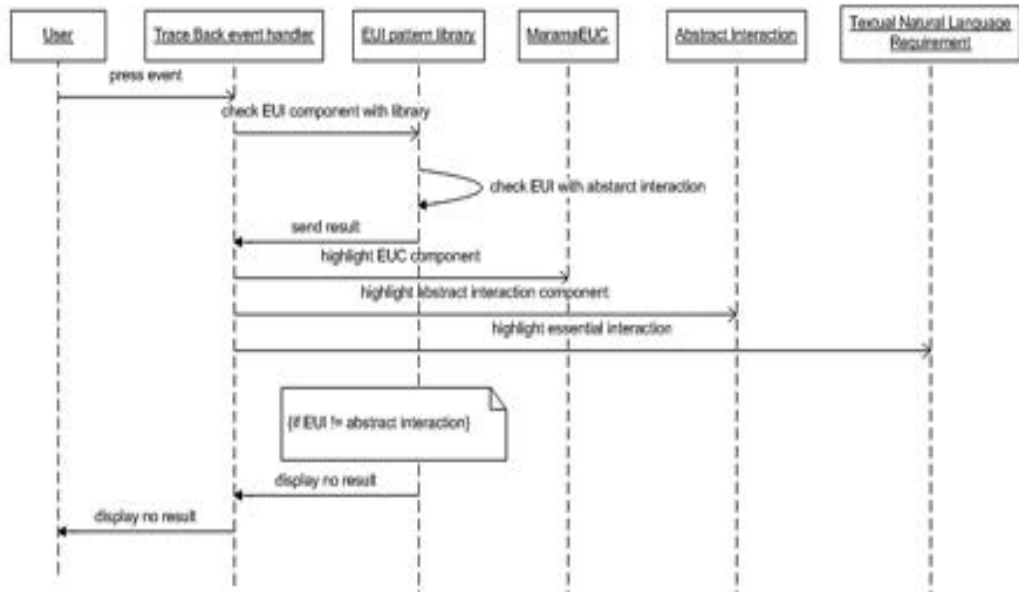 User
Trace Back event handler
EUI pattern library
MaramaEUC
Abstract Interaction
Textual Natural Language
Requirement
press event
check EUI component with library
check EUI with abstarct interaction
send result
highlight EUC component
highlight abstract interaction component
highlight essential interaction
{if EUI != abstract interaction}
display no result
display no result